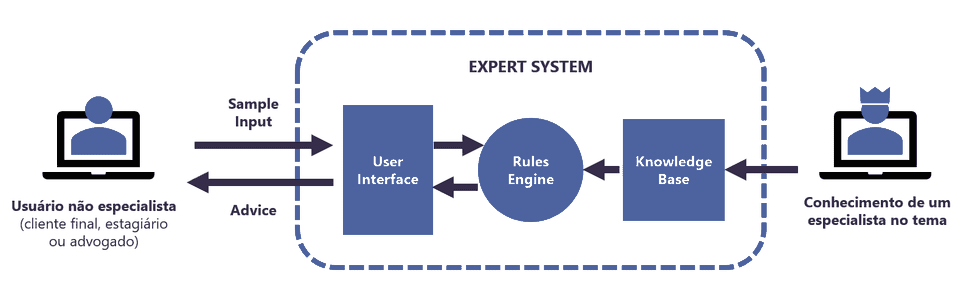 EXPERT SYSTEM
Sample
Input
Advice
User
Interface
Rules
Engine
Knowledge
Base
Usuário não especialista
(cliente final, estagiário
ou advogado)
Conhecimento de um
especialista no tema